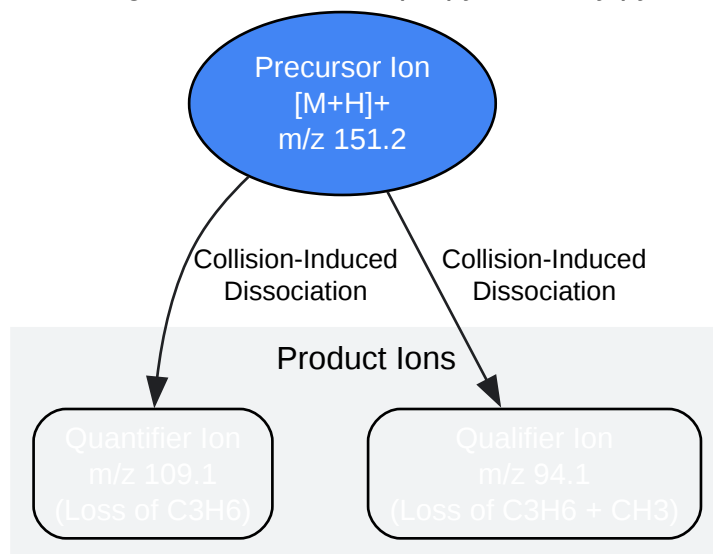 Precursor Ion
[M+H]+
m/z 151.2
Collision-Induced
Dissociation
Collision-Induced
Dissociation
Product Ions
Quantifier Ion
m/z 109.1
(Loss of C3H6)
Qualifier Ion
m/z 94.1
(Loss of C3H6 + CH3)